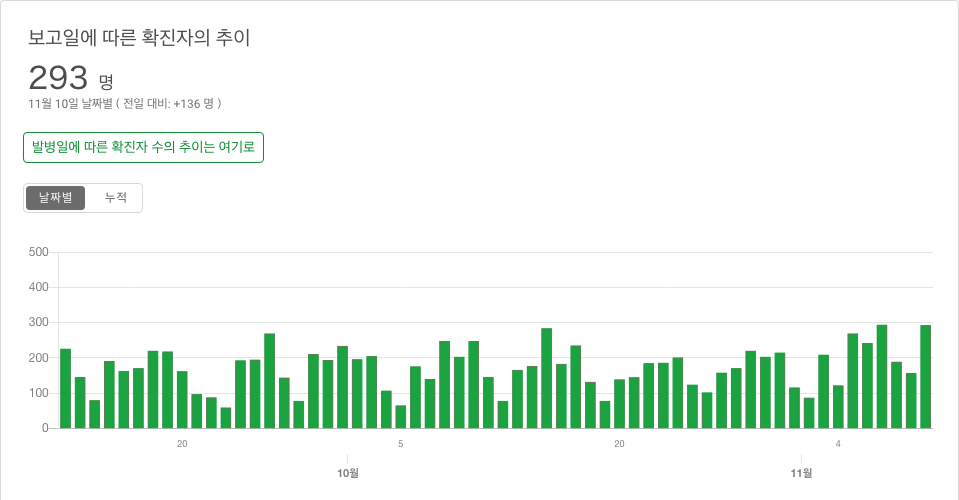 보고일에 따른 확진자의 추이
293 명
11월 10일 날짜별 ( 전일 대비: +136 명 )
발병일에 따른 확진자 수의 추이는 여기로
날짜별 누적
500
400
300
200
100
0
20 5 20 4
10월 11월